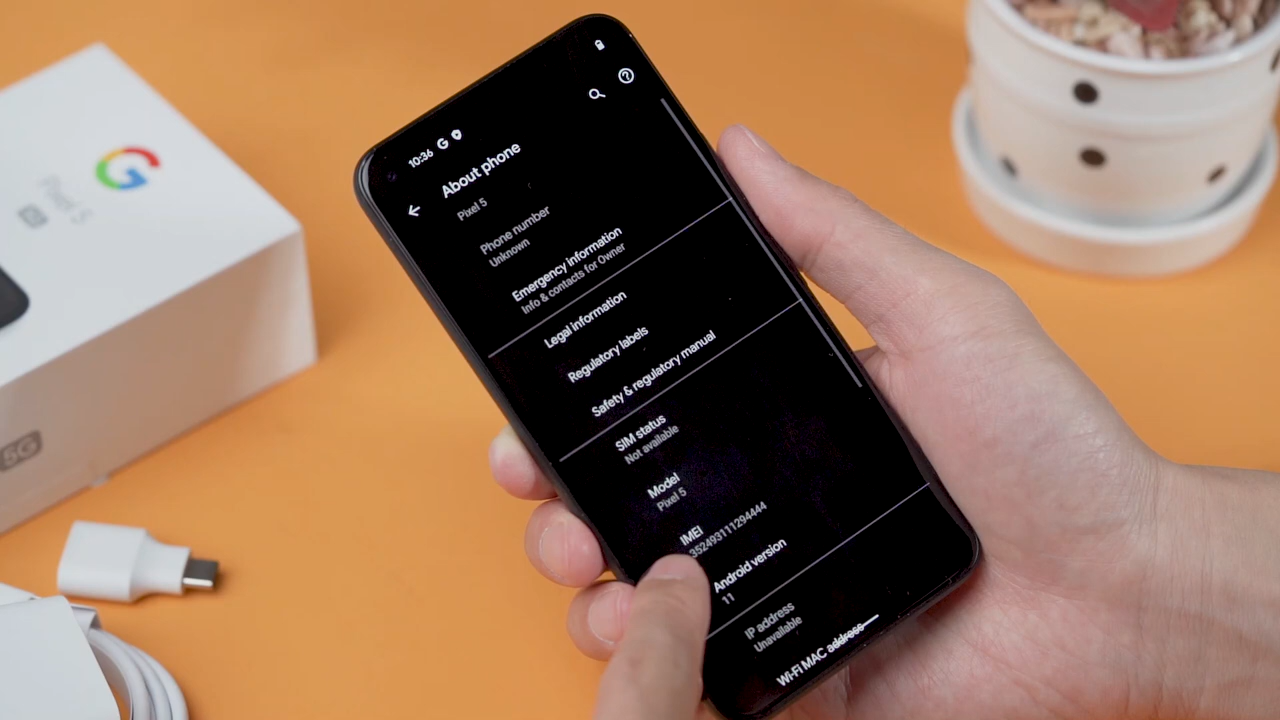 10:36
About phone
Pixel 5
Phone number
Unknown
Emergency information
Info & contacts for Owner
Legal information
Regulatory labels
Safety & regulatory manual
SIM status
Not available
Model
Pixel 5
IMEI
352493111294444
Android version
11
IP address
Unavailable
Wi-Fi MAC address
G
Pixel 5
5G